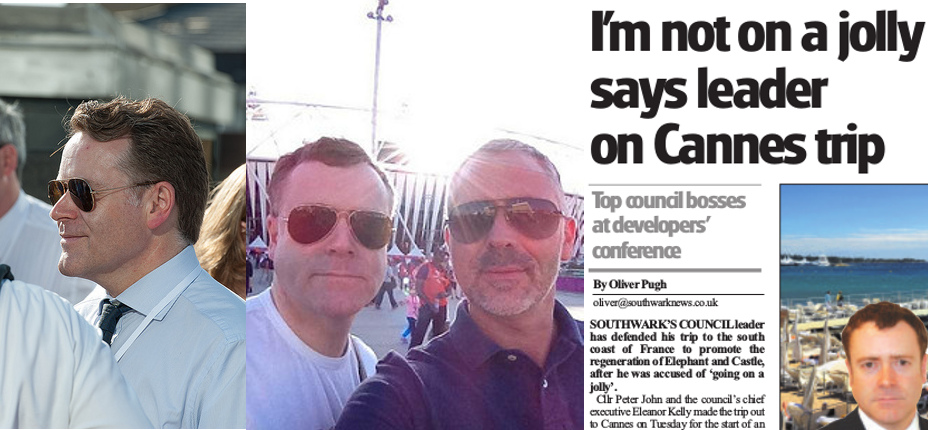 I'm not on a jolly
says leader
on Cannes trip
Top council bosses
at developers'
conference
By Oliver Pugh
oliver@southwarknews.co.uk
SOUTHWARK'S COUNCIL leader
has defended his trip to the south
coast of France to promote the
regeneration of Elephant and Castle,
after he was accused of 'going on a
jolly'.
Cllr Peter John and the council's chief
executive Eleanor Kelly made the trip out
to Cannes on Tuesday for the start of an